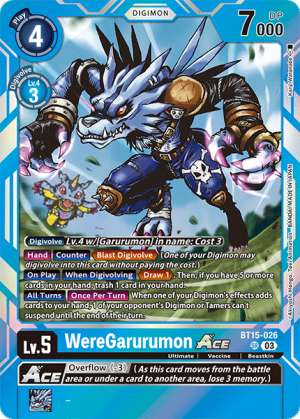 Play
4
DIGIMON
DP
7000
Digivolve
Lv.4
3
Digivolve Lv.4 w/[Garurumon] in name: Cost 3
Hand Counter Blast Digivolve (One of your Digimon may
digivolve into this card without paying the cost.)
On Play When Digivolving Draw 1. Then, if you have 5 or more
cards in your hand, trash 1 card in your hand.
All Turns Once Per Turn When one of your Digimon's effects adds
cards to your hand, 1 of your opponent's Digimon or Tamers can't
suspend until the end of their turn.
BT15-026
Lv.5 WereGarurumon ACE SR 03
Ultimate Vaccine Beastkin
ACE Overflow ⟨-3⟩ (As this card moves from the battle
area or under a card to another area, lose 3 memory.)